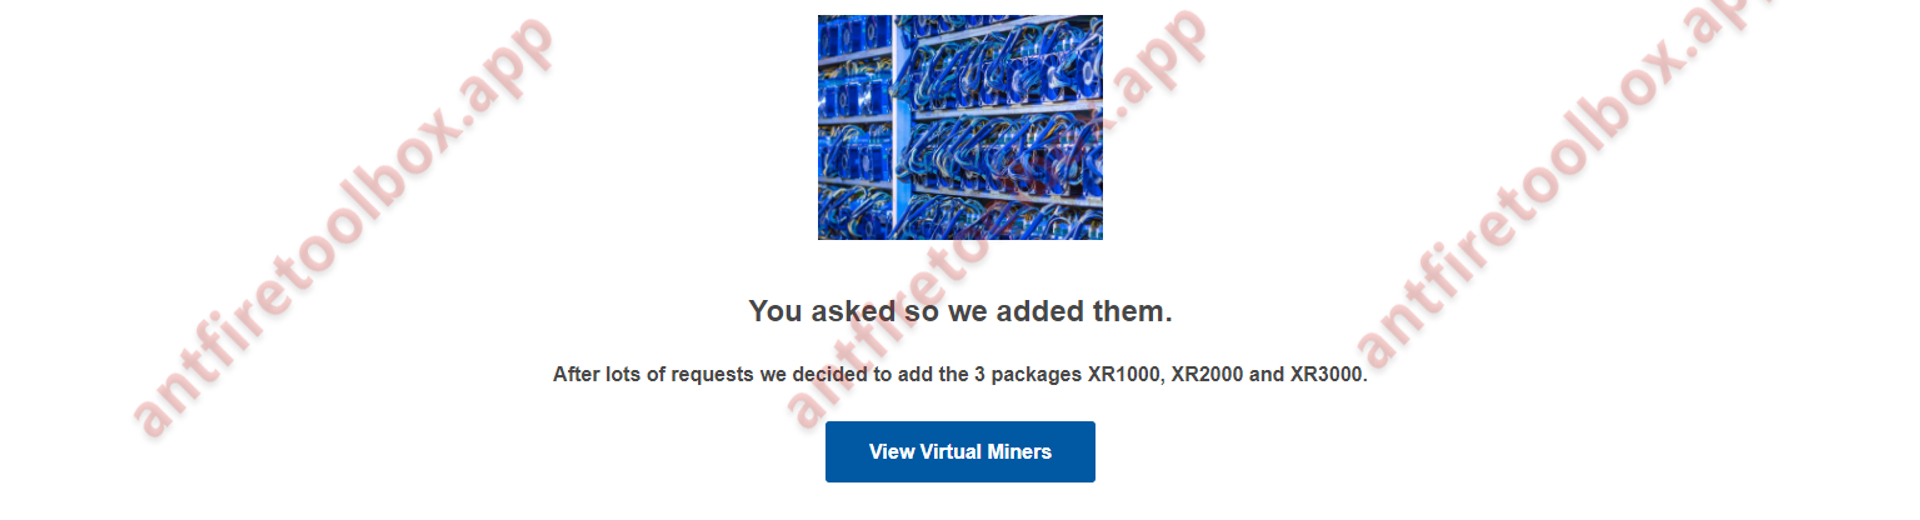 antfiretoolbox.app
antfiretoolbox.app
antfiretoolbox.app
You asked so we added them.
After lots of requests we decided to add the 3 packages XR1000, XR2000 and XR3000.
View Virtual Miners